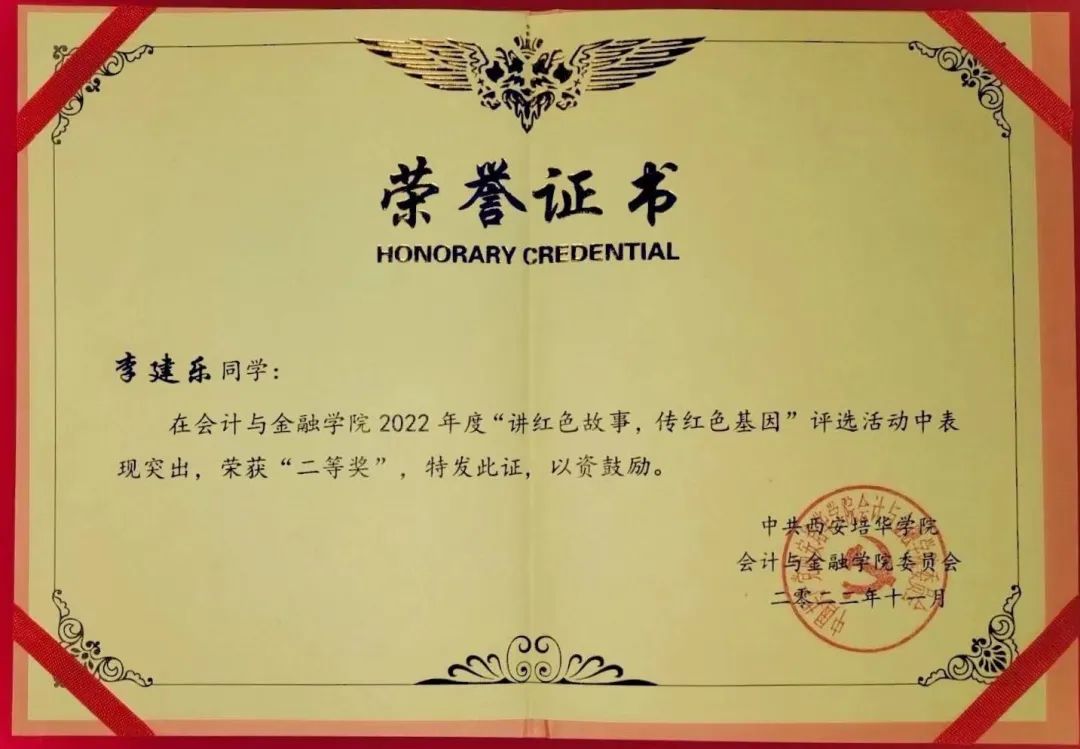 荣誉证书
HONORARY CREDENTIAL
李建乐同学：
在会计与金融学院2022年度“讲红色故事，传红色基因”评选活动中表
现突出，荣获“二等奖”，特发此证，以资鼓励。
中共西安培华学院
会计与金融学院委员会
二零二二年十一月